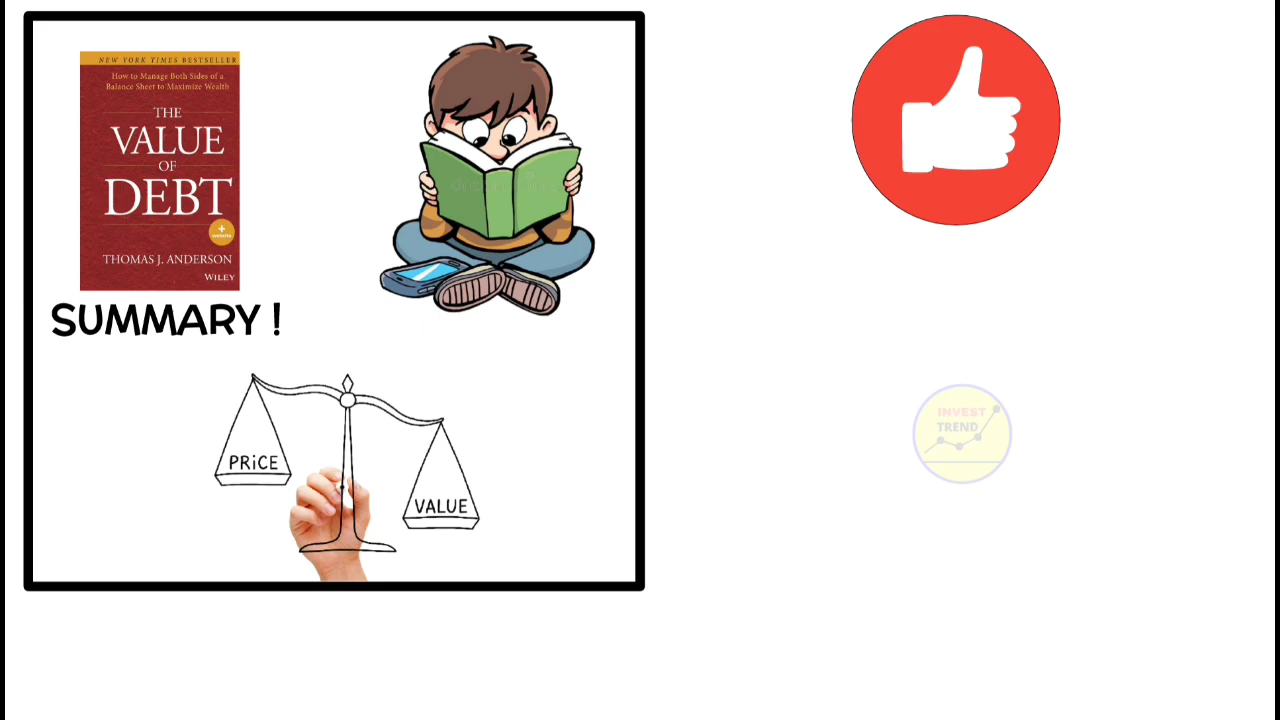 NEW YORK TIMES BESTSELLER
How to Manage Both Sides of a
Balance Sheet to Maximize Wealth
THE
VALUE
OF
DEBT
+
website
THOMAS J. ANDERSON
WILEY
SUMMARY !
PRiCE
VALUE
INVEST
TREND